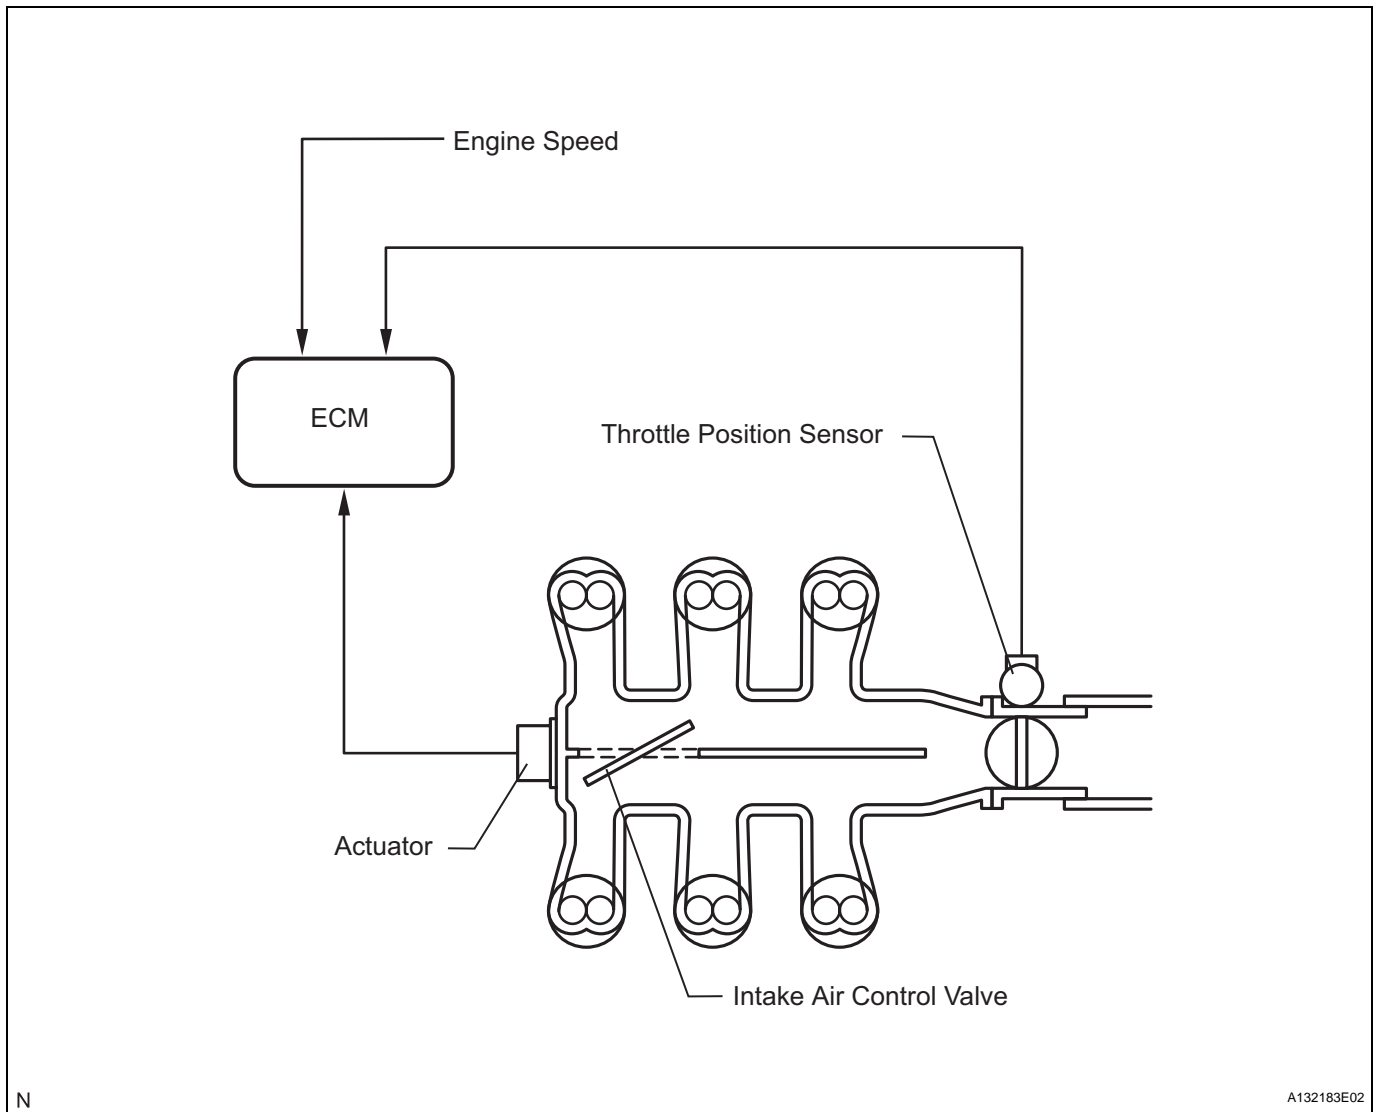 Engine Speed
ECM
Throttle Position Sensor
Actuator
Intake Air Control Valve
N
A132183E02